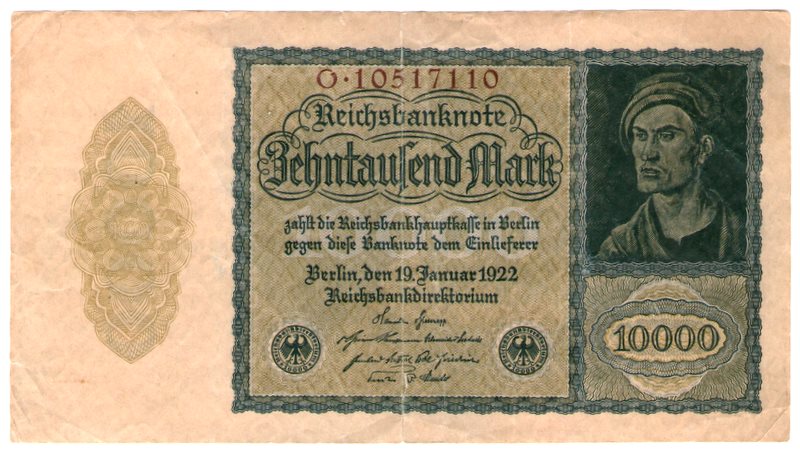 O·10517110
Reichsbanknote
Zehntausend Mark
zahlt die Reichsbankhauptkasse in Berlin
gegen diese Banknote dem Einlieferer
Berlin, den 19. Januar 1922
Reichsbankdirektorium
10000